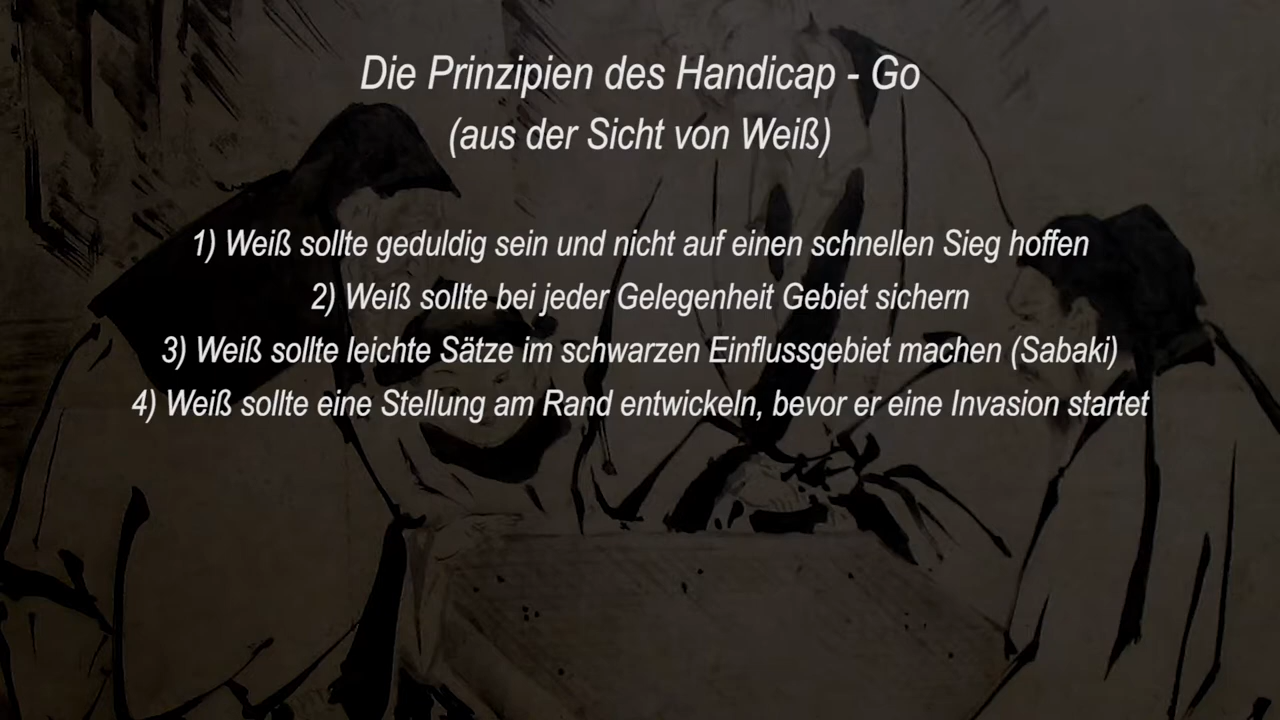 Die Prinzipien des Handicap - Go
(aus der Sicht von Weiß)
1) Weiß sollte geduldig sein und nicht auf einen schnellen Sieg hoffen
2) Weiß sollte bei jeder Gelegenheit Gebiet sichern
3) Weiß sollte leichte Sätze im schwarzen Einflussgebiet machen (Sabaki)
4) Weiß sollte eine Stellung am Rand entwickeln, bevor er eine Invasion startet